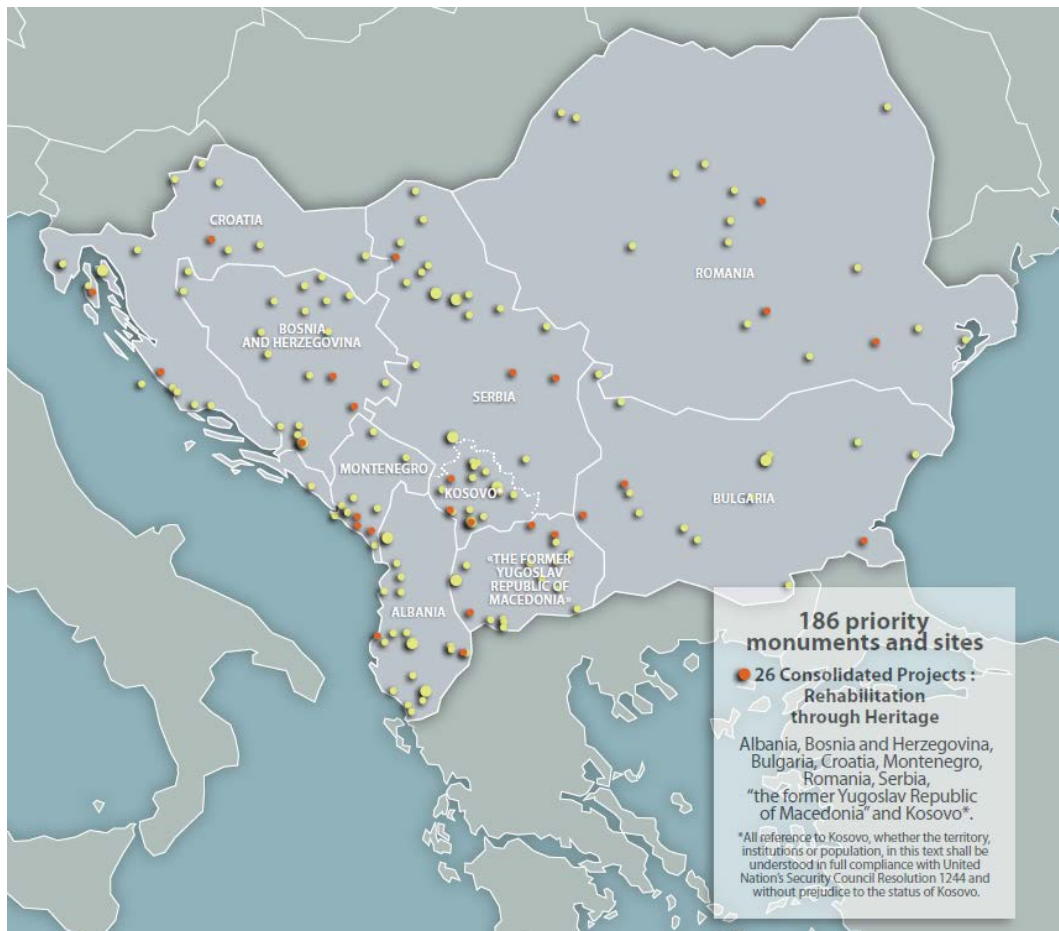 CROATIA
ROMANIA
BOSNIA
AND HERZEGOVINA
SERBIA
MONTENEGRO
KOSOVO*
BULGARIA
«THE FORMER
YUGOSLAV
REPUBLIC OF
MACEDONIA»
ALBANIA
186 priority
monuments and sites
26 Consolidated Projects :
Rehabilitation
through Heritage
Albania, Bosnia and Herzegovina,
Bulgaria, Croatia, Montenegro,
Romania, Serbia,
“the former Yugoslav Republic
of Macedonia” and Kosovo*.
*All reference to Kosovo, whether the territory,
institutions or population, in this text shall be
understood in full compliance with United
Nation's Security Council Resolution 1244 and
without prejudice to the status of Kosovo.